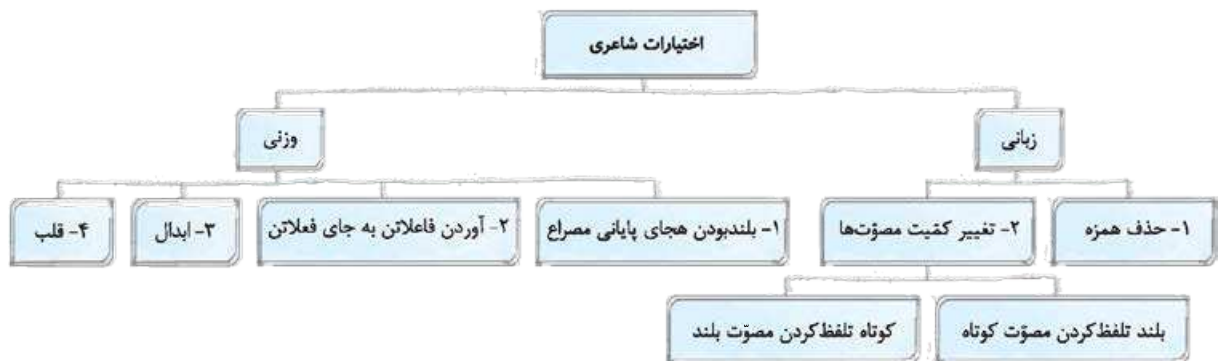 اختیارات شاعری
زبانی
وزنی
۱- حذف همزه
۲- تغییر کمّیت مصوّت‌ها
۱- بلندبودن هجای پایانی مصراع
۲- آوردن فاعلاتن به جای فعلاتن
۳- ابدال
۴- قلب
بلند تلفظ‌کردن مصوّت کوتاه
کوتاه تلفظ‌کردن مصوّت بلند